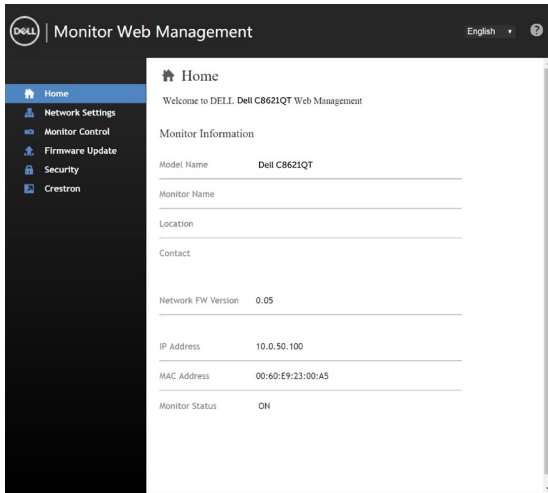 DELL | Monitor Web Management
English ▼ ?
Home
Network Settings
Monitor Control
Firmware Update
Security
Crestron
Home
Welcome to DELL Dell C8621QT Web Management
Monitor Information
Model Name Dell C8621QT
Monitor Name
Location
Contact
Network FW Version 0.05
IP Address 10.0.50.100
MAC Address 00:60:E9:23:00:A5
Monitor Status ON